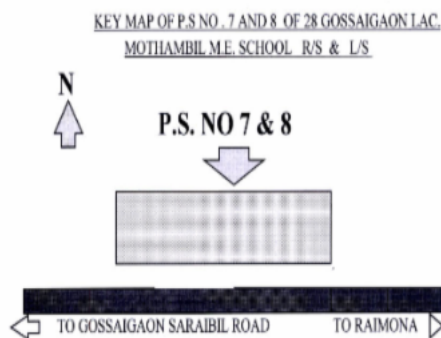 KEY MAP OF P.S NO . 7 AND 8 OF 28 GOSSAIGAON LAC.
MOTHAMBIL M.E. SCHOOL R/S & L/S
N
P.S. NO 7 & 8
TO GOSSAIGAON SARAIBIL ROAD TO RAIMONA